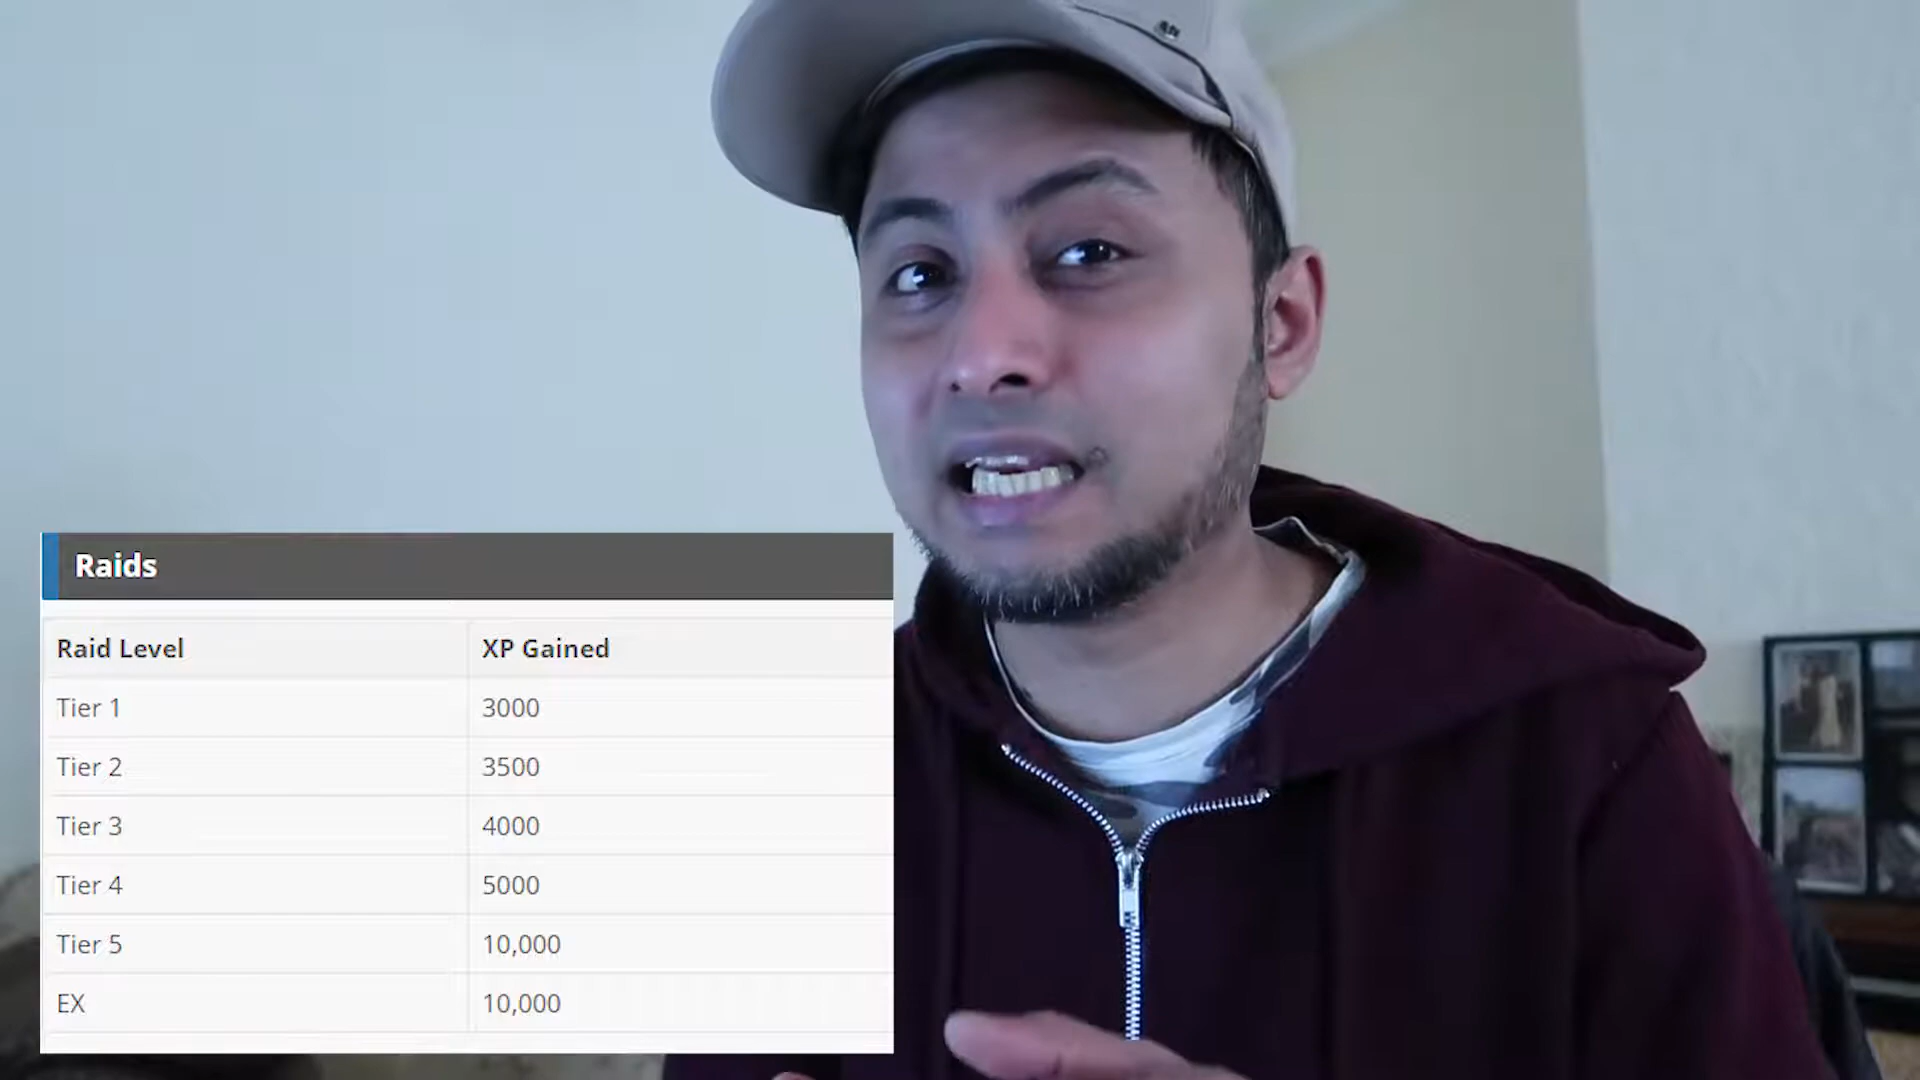 Raids
Raid Level XP Gained
Tier 1 3000
Tier 2 3500
Tier 3 4000
Tier 4 5000
Tier 5 10,000
EX 10,000